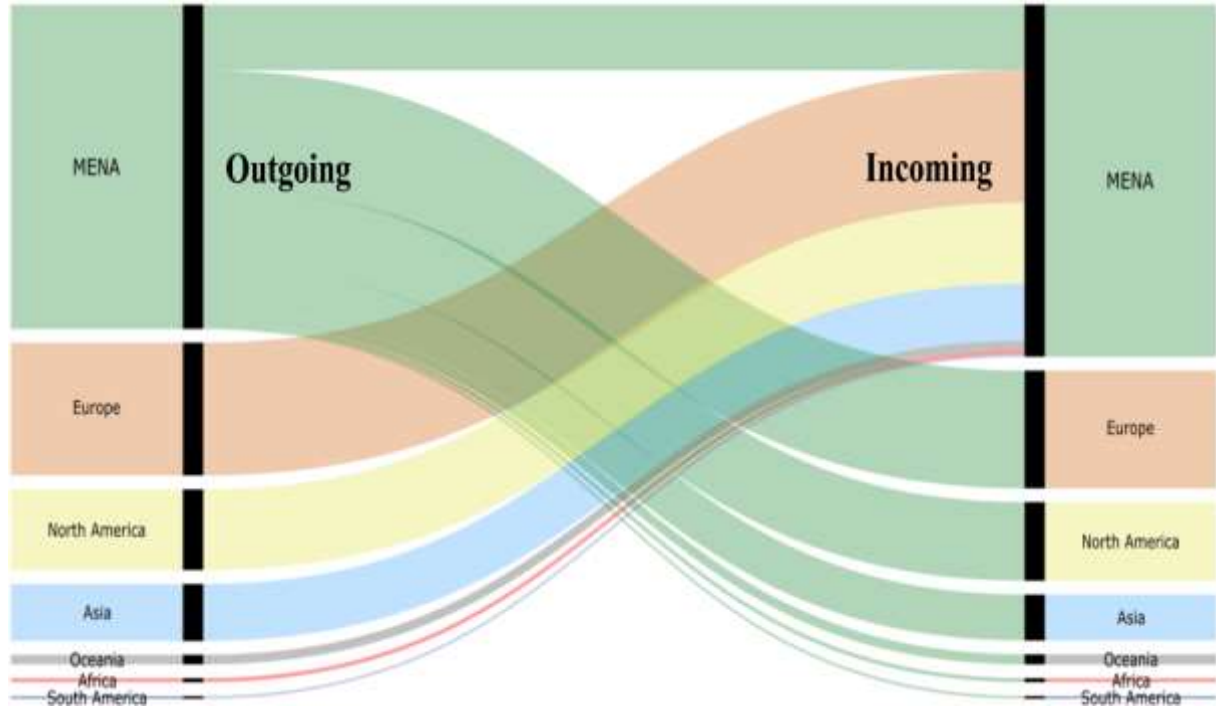 MENA
Outgoing
Incoming
MENA
Europe
Europe
North America
North America
Asia
Asia
Oceania
Oceania
Africa
Africa
South America
South America